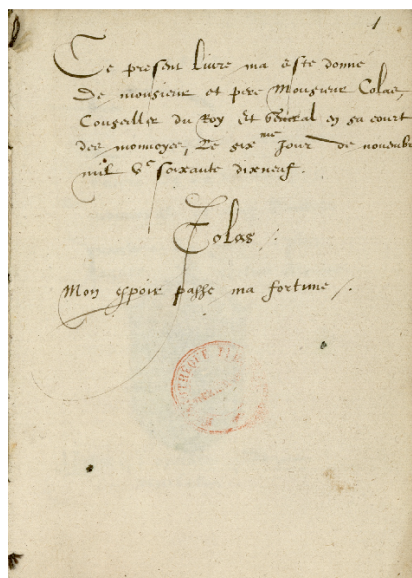 1
Ce present livre ma este donne
De monsieur et pere Monsieur Colas,
Conseiller du Roy et general en sa court
des monnoyes, Le six me Jour de novembre
mil Vc soixante dixneuf.
Colas /.
Mon espoir passe ma fortune /.